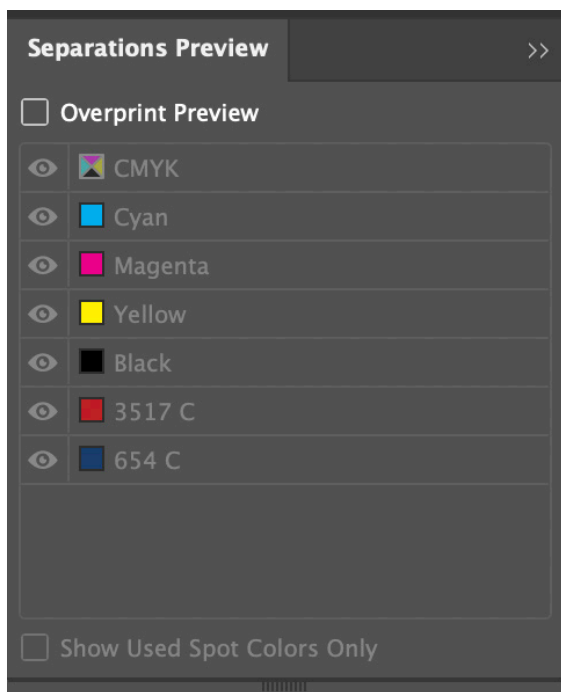 Separations Preview
Overprint Preview
CMYK
Cyan
Magenta
Yellow
Black
3517 C
654 C
Show Used Spot Colors Only